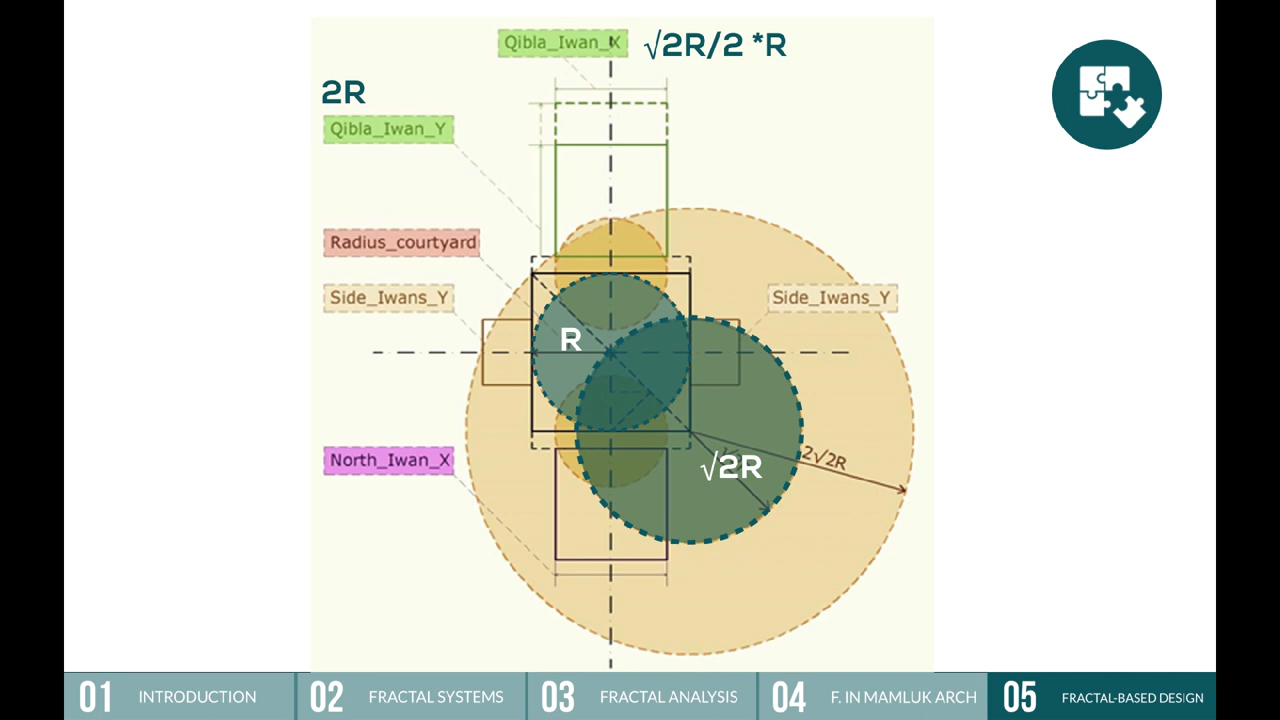 Qibla_Iwan_X
√2R/2 *R
2R
Qibla_Iwan_Y
Radius_courtyard
Side_Iwans_Y
Side_Iwans_Y
R
North_Iwan_X
2√2R
√2R
01 INTRODUCTION
02 FRACTAL SYSTEMS
03 FRACTAL ANALYSIS
04 F. IN MAMLUK ARCH
05 FRACTAL-BASED DESIGN